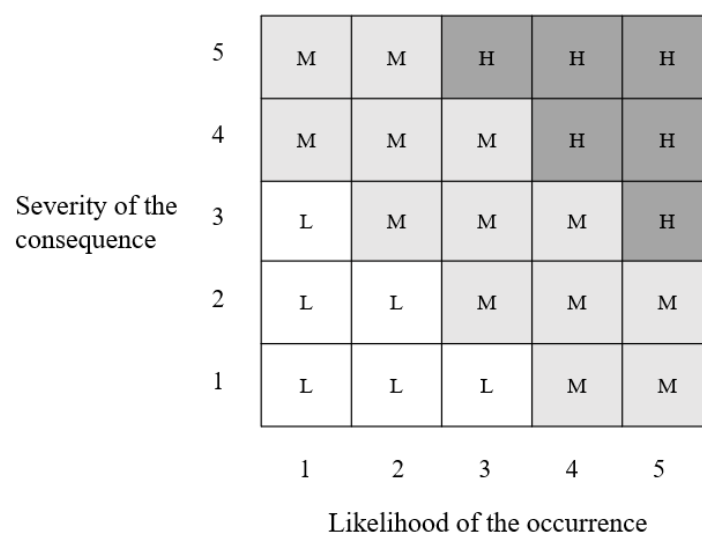 5 M M H H H
4 M M M H H
Severity of the
consequence
3 L M M M H
2 L L M M M
1 L L L M M
1 2 3 4 5
Likelihood of the occurrence